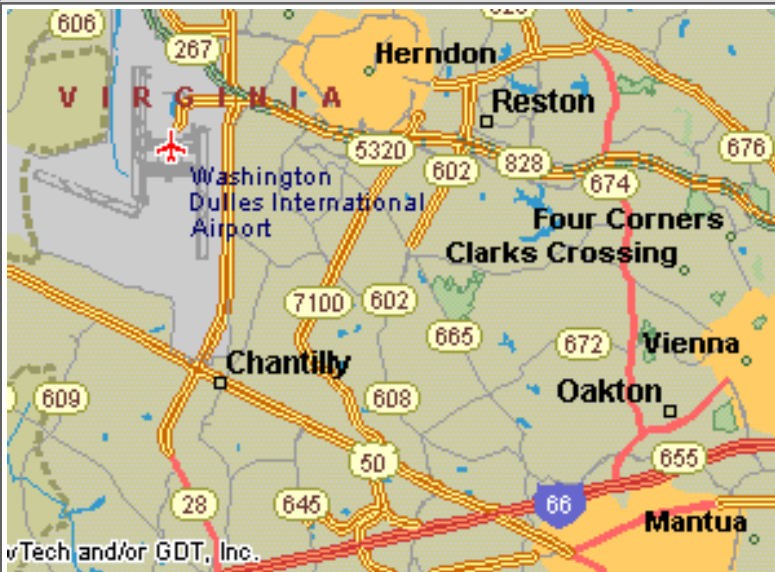 606
267
Herndon
VIRGINIA
Reston
5320
602
828
676
674
Washington
Dulles International
Airport
Four Corners
Clarks Crossing
7100
602
665
672
Vienna
Chantilly
Oakton
609
608
50
655
28
645
66
Mantua
Tech and/or GDT, Inc.